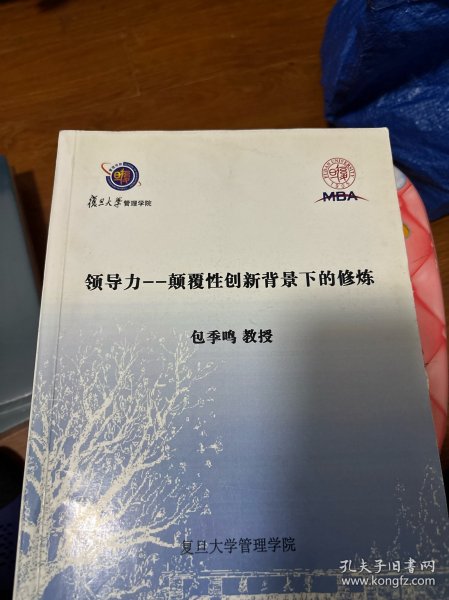 復旦大学管理学院
MBA
领导力--颠覆性创新背景下的修炼
包季鸣 教授
复旦大学管理学院
孔夫子旧书网
www.kongfz.com